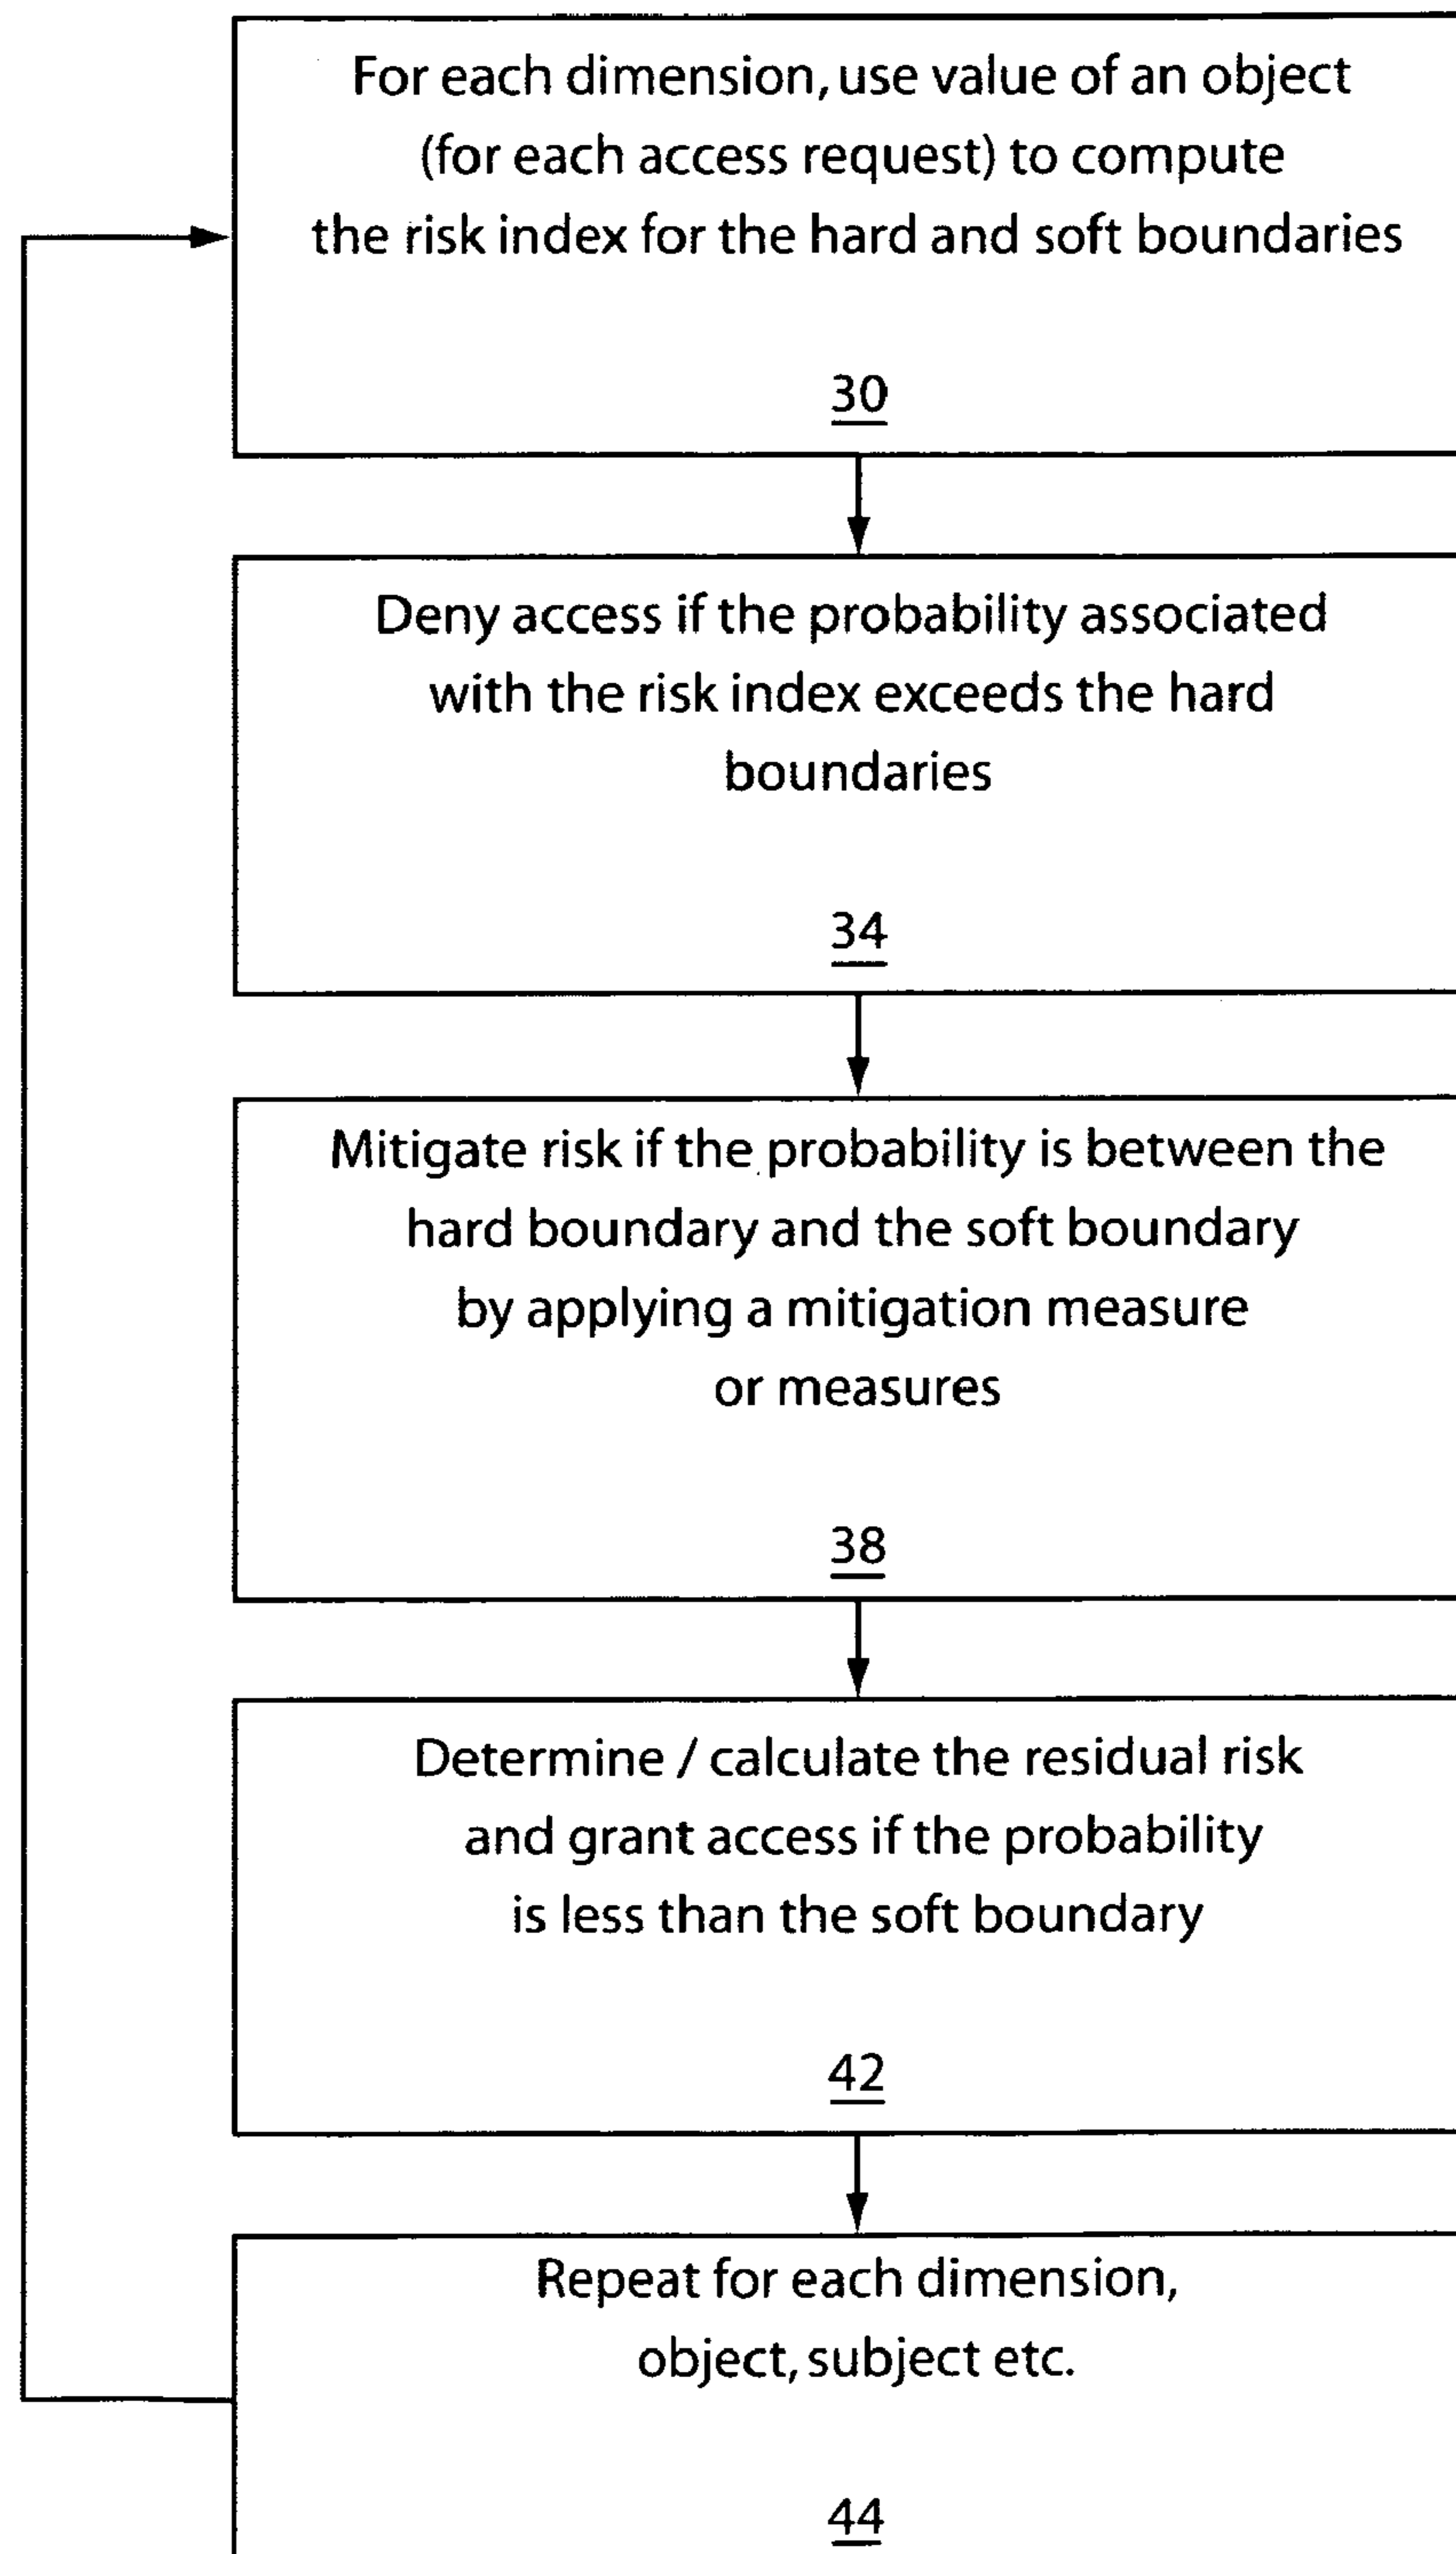 For each dimension, use value of an object
(for each access request) to compute
the risk index for the hard and soft boundaries
30
Deny access if the probability associated
with the risk index exceeds the hard
boundaries
34
Mitigate risk if the probability is between the
hard boundary and the soft boundary
by applying a mitigation measure
or measures
38
Determine / calculate the residual risk
and grant access if the probability
is less than the soft boundary
42
Repeat for each dimension,
object, subject etc.
44